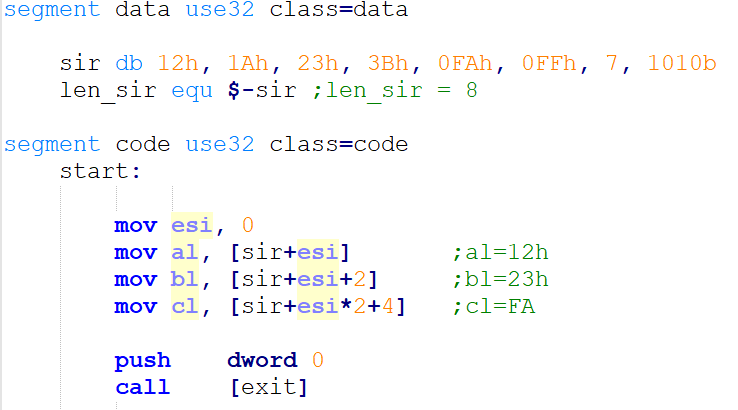 segment data use32 class=data
sir db 12h, 1Ah, 23h, 3Bh, 0FAh, 0FFh, 7, 1010b
len_sir equ $-sir ;len_sir = 8
segment code use32 class=code
start:
mov esi, 0
mov al, [sir+esi] ;al=12h
mov bl, [sir+esi+2] ;bl=23h
mov cl, [sir+esi*2+4] ;cl=FA
push dword 0
call [exit]